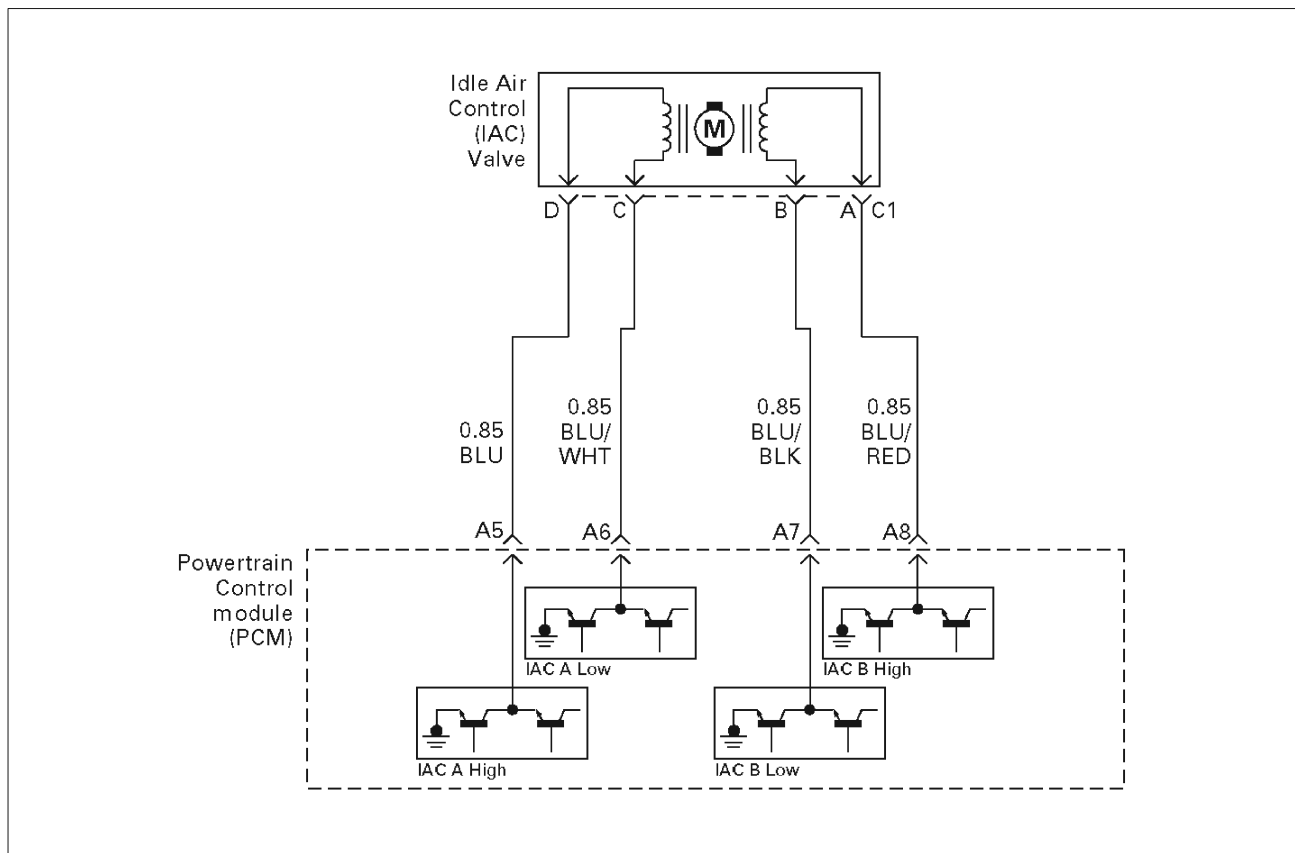 Idle Air
Control
(IAC)
Valve
M
D
C
B
A
C1
0.85
BLU
0.85
BLU/
WHT
0.85
BLU/
BLK
0.85
BLU/
RED
A5
A6
A7
A8
Powertrain
Control
module
(PCM)
IAC A Low
IAC B High
IAC A High
IAC B Low